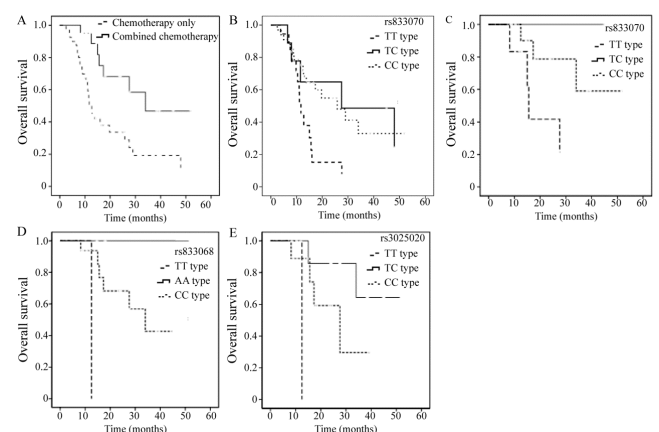 A
Chemotherapy only
Combined chemotherapy
Overall survival
1.0
0.8
0.6
0.4
0.2
0
0 10 20 30 40 50 60
Time (months)
B
rs833070
TT type
TC type
CC type
Overall survival
1.0
0.8
0.6
0.4
0.2
0
0 10 20 30 40 50 60
Time (months)
C
rs833070
TT type
TC type
CC type
Overall survival
1.0
0.8
0.6
0.4
0.2
0
0 10 20 30 40 50 60
Time (months)
D
rs833068
TT type
AA type
CC type
Overall survival
1.0
0.8
0.6
0.4
0.2
0
0 10 20 30 40 50 60
Time (months)
E
rs3025020
TT type
TC type
CC type
Overall survival
1.0
0.8
0.6
0.4
0.2
0
0 10 20 30 40 50 60
Time (months)